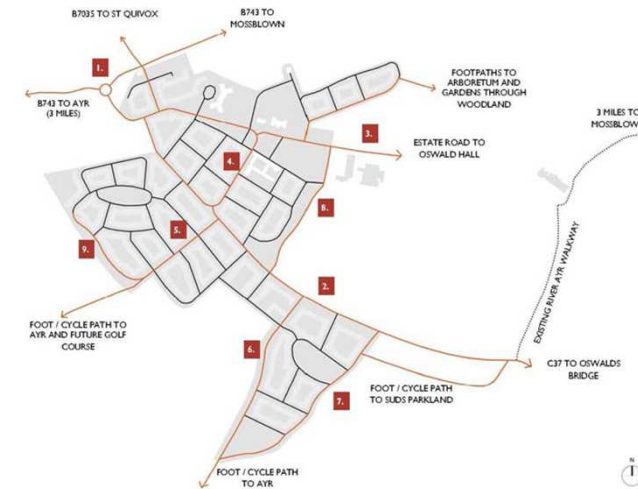 B7035 TO ST QUIVOX
B743 TO
MOSSBLOWN
1.
B743 TO AYR
(3 MILES)
FOOTPATHS TO
ARBORETUM AND
GARDENS THROUGH
WOODLAND
3.
ESTATE ROAD TO
OSWALD HALL
3 MILES TO
MOSSBLOW
4.
8.
5.
9.
2.
EXISTING RIVER AYR WALKWAY
FOOT / CYCLE PATH TO
AYR AND FUTURE GOLF
COURSE
6.
7.
FOOT / CYCLE PATH
TO SUDS PARKLAND
C37 TO OSWALDS
BRIDGE
FOOT / CYCLE PATH
TO AYR
N